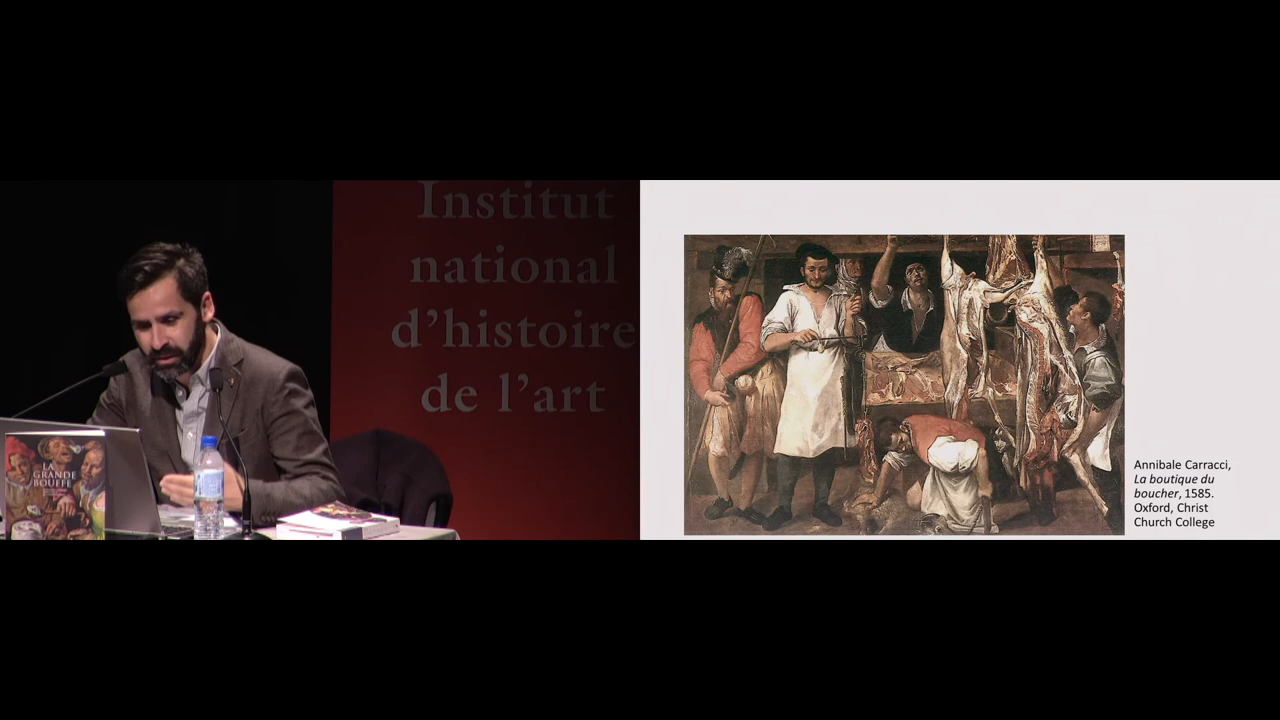 Institut
national
d'histoire
de l'art
LA
GRANDE
BOUFFE
Annibale Carracci,
La boutique du
boucher, 1585.
Oxford, Christ
Church College